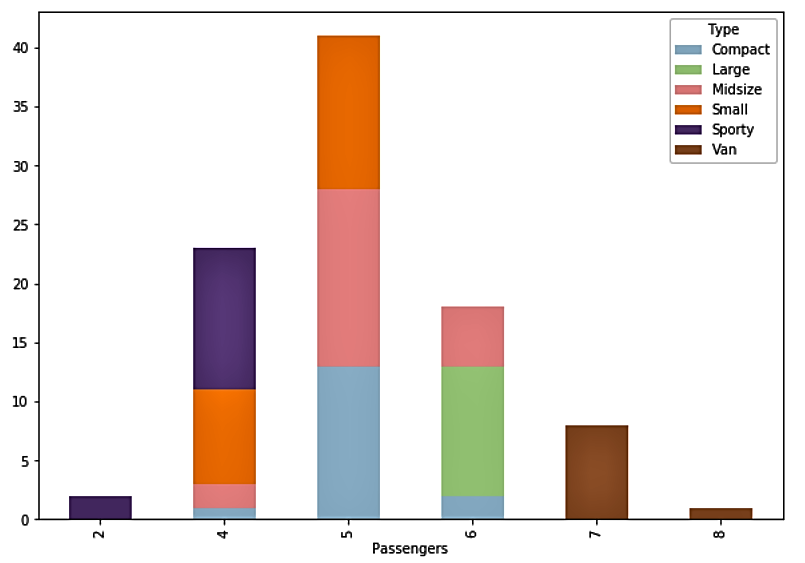 Type
Compact
Large
Midsize
Small
Sporty
Van
40
35
30
25
20
15
10
5
0
2 4 5 6 7 8
Passengers